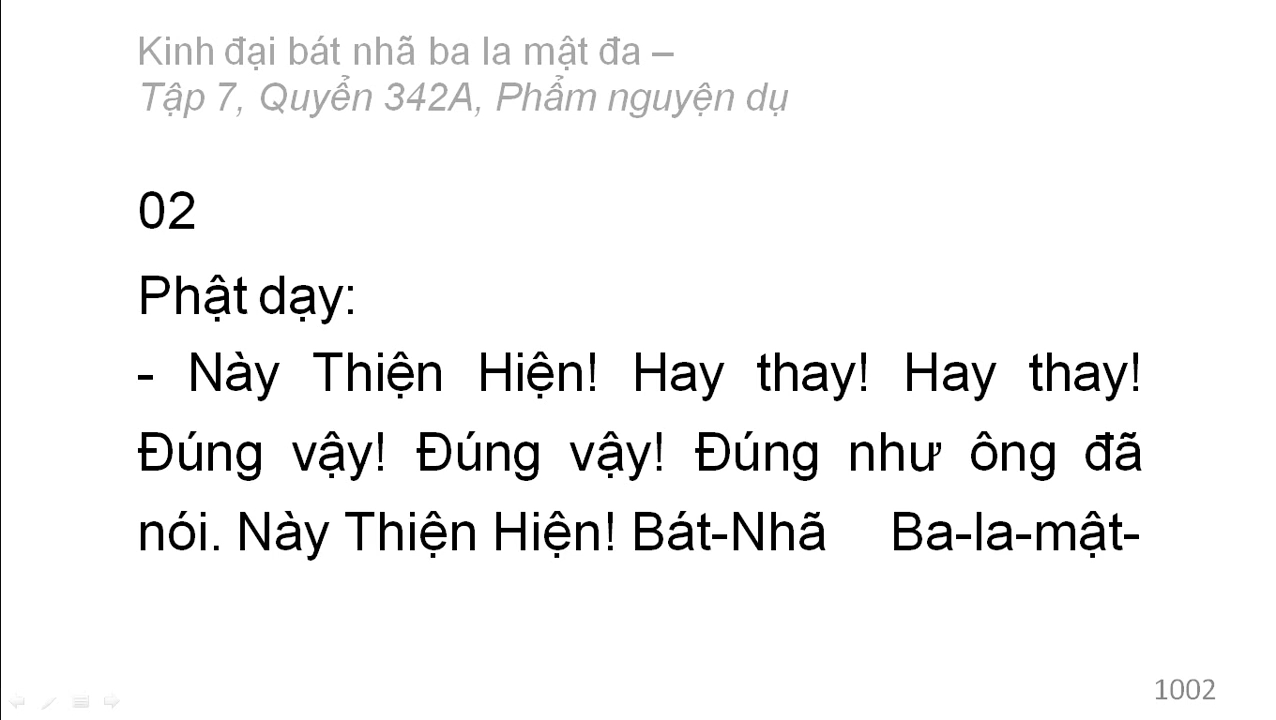 Kinh đại bát nhã ba la mật đa –
Tập 7, Quyển 342A, Phẩm nguyện dụ
02
Phật dạy:
- Này Thiện Hiện! Hay thay! Hay thay!
Đúng vậy! Đúng vậy! Đúng như ông đã
nói. Này Thiện Hiện! Bát-Nhã Ba-la-mật-
1002